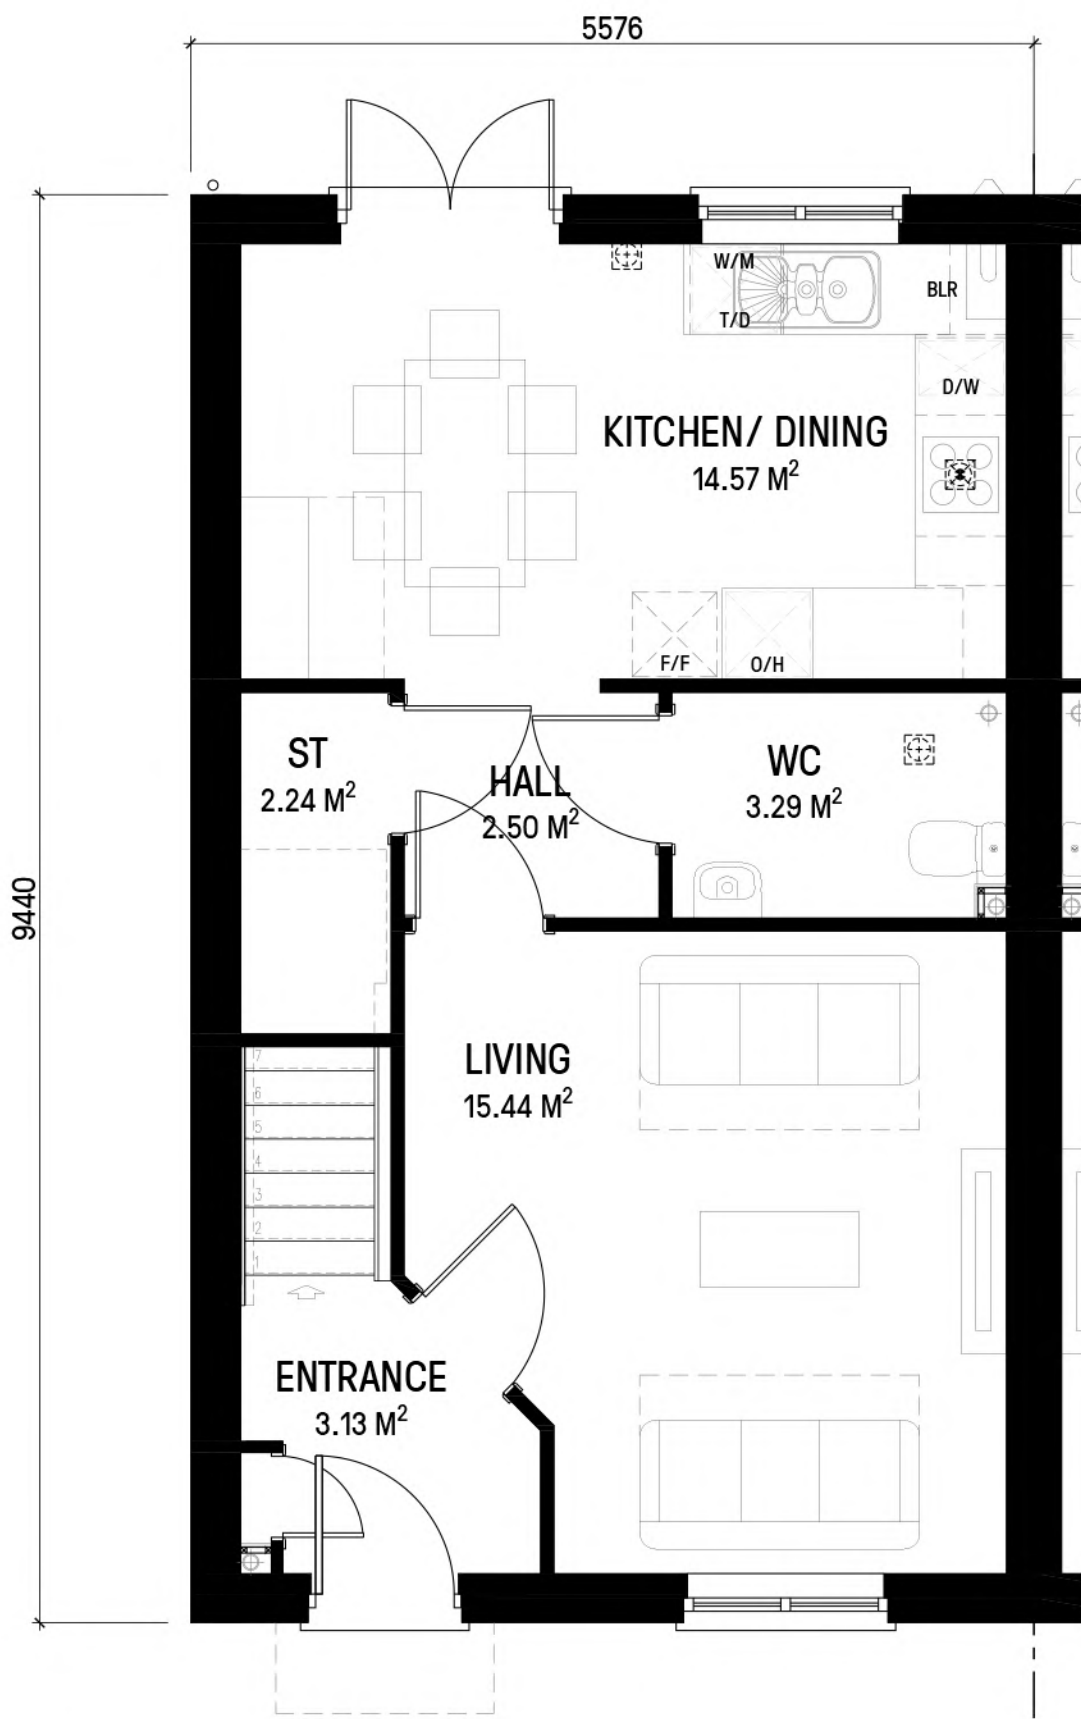 5576
9440
W/M
T/D
BLR
D/W
KITCHEN/ DINING
14.57 M²
F/F
O/H
ST
2.24 M²
HALL
2.50 M²
WC
3.29 M²
LIVING
15.44 M²
7
6
5
4
3
2
1
ENTRANCE
3.13 M²